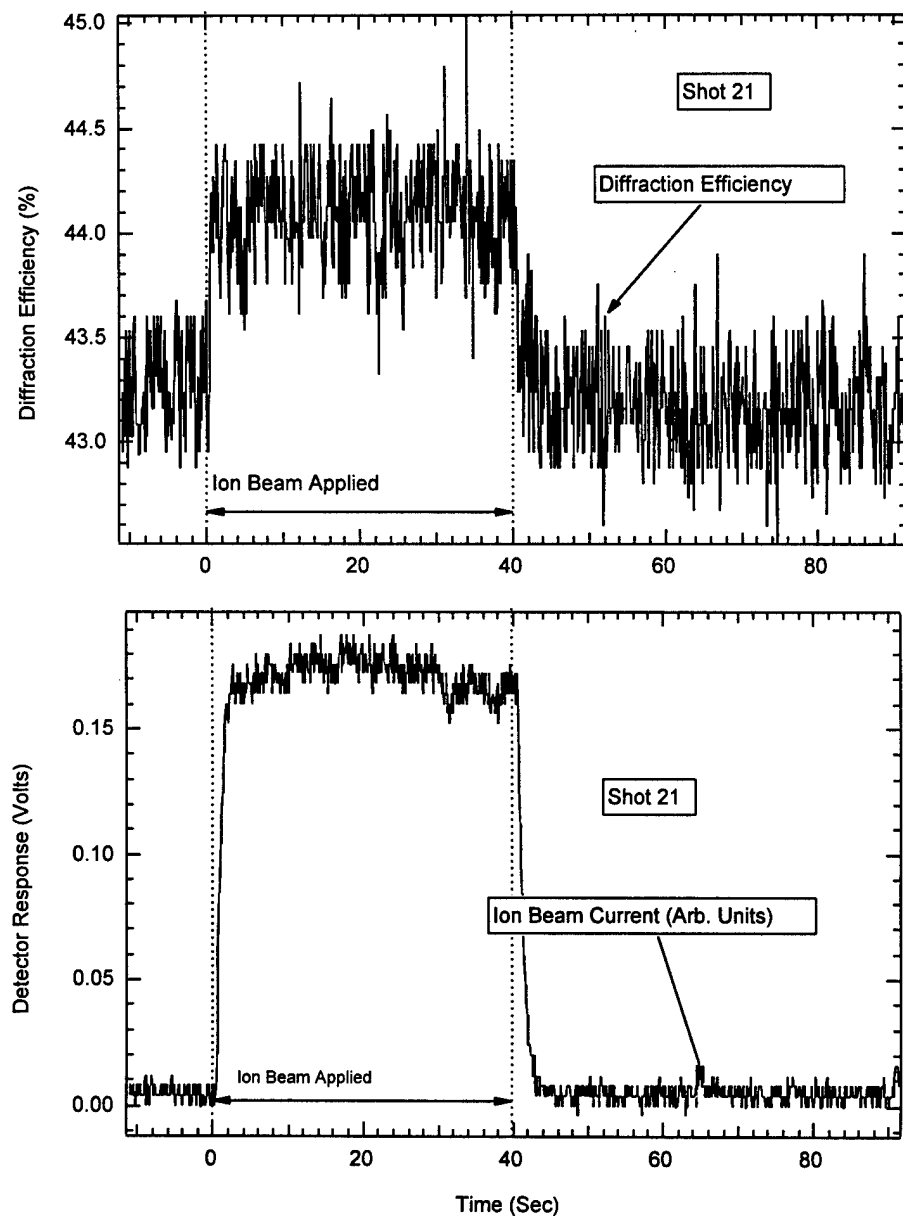 45.0
44.5
44.0
43.5
43.0
Diffraction Efficiency (%)
Shot 21
Diffraction Efficiency
Ion Beam Applied
0
20
40
60
80
0.15
0.10
0.05
0.00
Detector Response (Volts)
Shot 21
Ion Beam Current (Arb. Units)
Ion Beam Applied
0
20
40
60
80
Time (Sec)